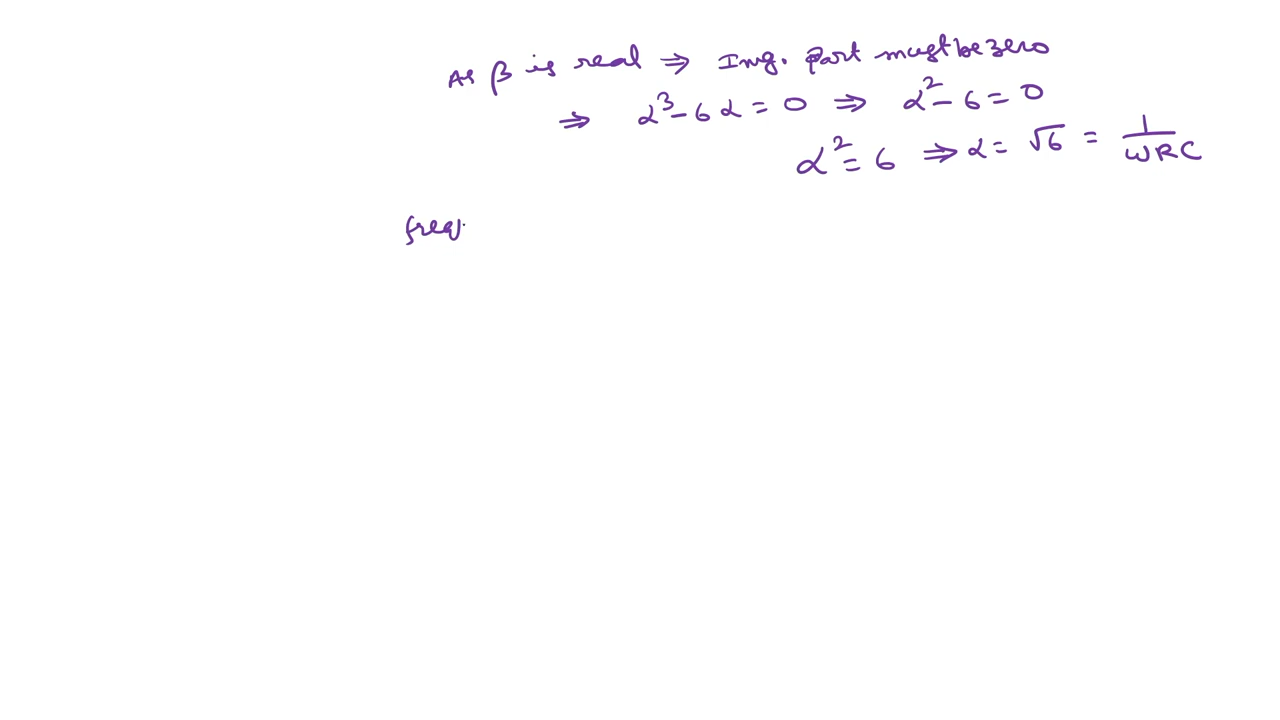 As β is real ⇒ Img. part must be zero
⇒ α³ - 6α = 0 ⇒ α² - 6 = 0
α² = 6 ⇒ α = √6 = 1/ωRC
freq.